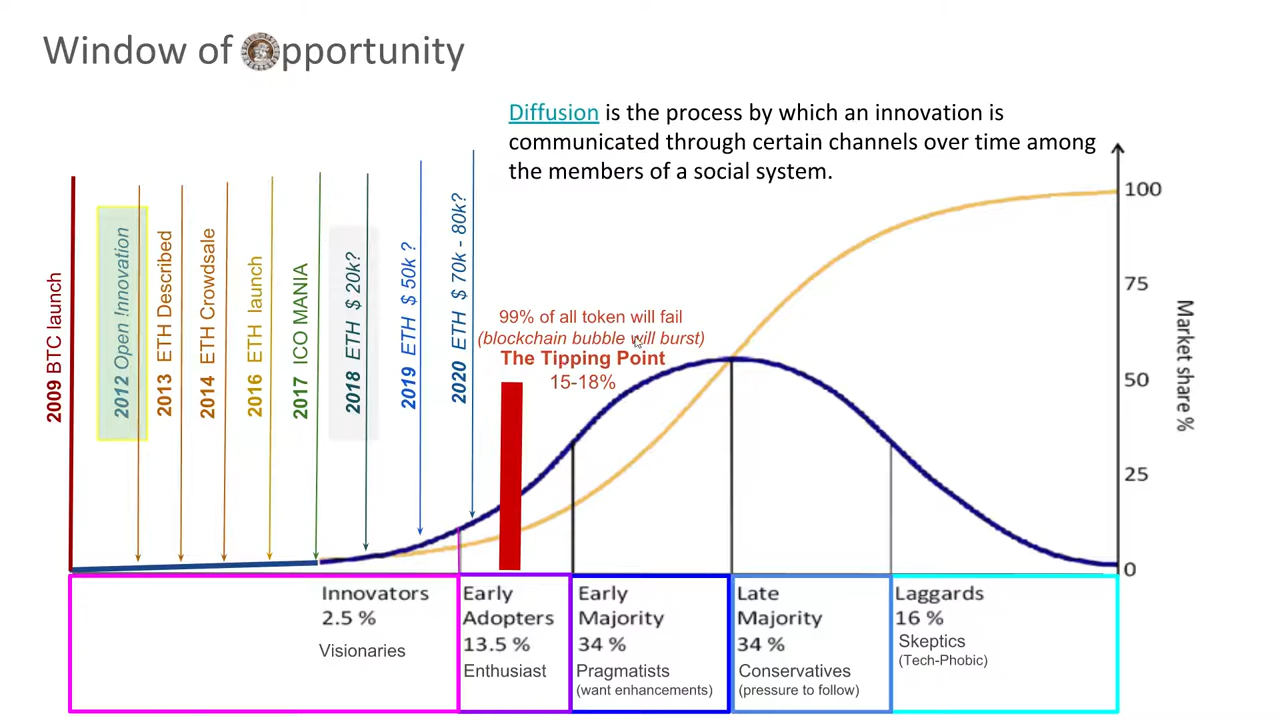 Window of Opportunity
Diffusion is the process by which an innovation is
communicated through certain channels over time among
the members of a social system.
2009 BTC launch
2012 Open !nnovation
2013 ETH Described
2014 ETH Crowdsale
2016 ETH launch
2017 ICO MANIA
2018 ETH $ 20k?
2019 ETH $ 50k ?
2020 ETH $ 70k - 80k?
99% of all token will fail
(blockchain bubble will burst)
The Tipping Point
15-18%
100
75
50
25
0
Market share %
Innovators
2.5 %
Visionaries
Early
Adopters
13.5 %
Enthusiast
Early
Majority
34 %
Pragmatists
(want enhancements)
Late
Majority
34 %
Conservatives
(pressure to follow)
Laggards
16 %
Skeptics
(Tech-Phobic)